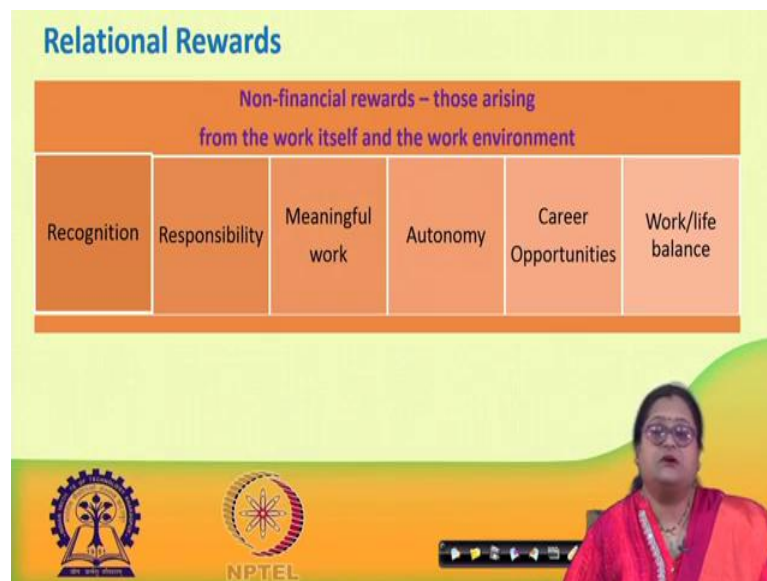 Relational Rewards
Non-financial rewards – those arising
from the work itself and the work environment
Recognition
Responsibility
Meaningful
work
Autonomy
Career
Opportunities
Work/life
balance
1951
NPTEL